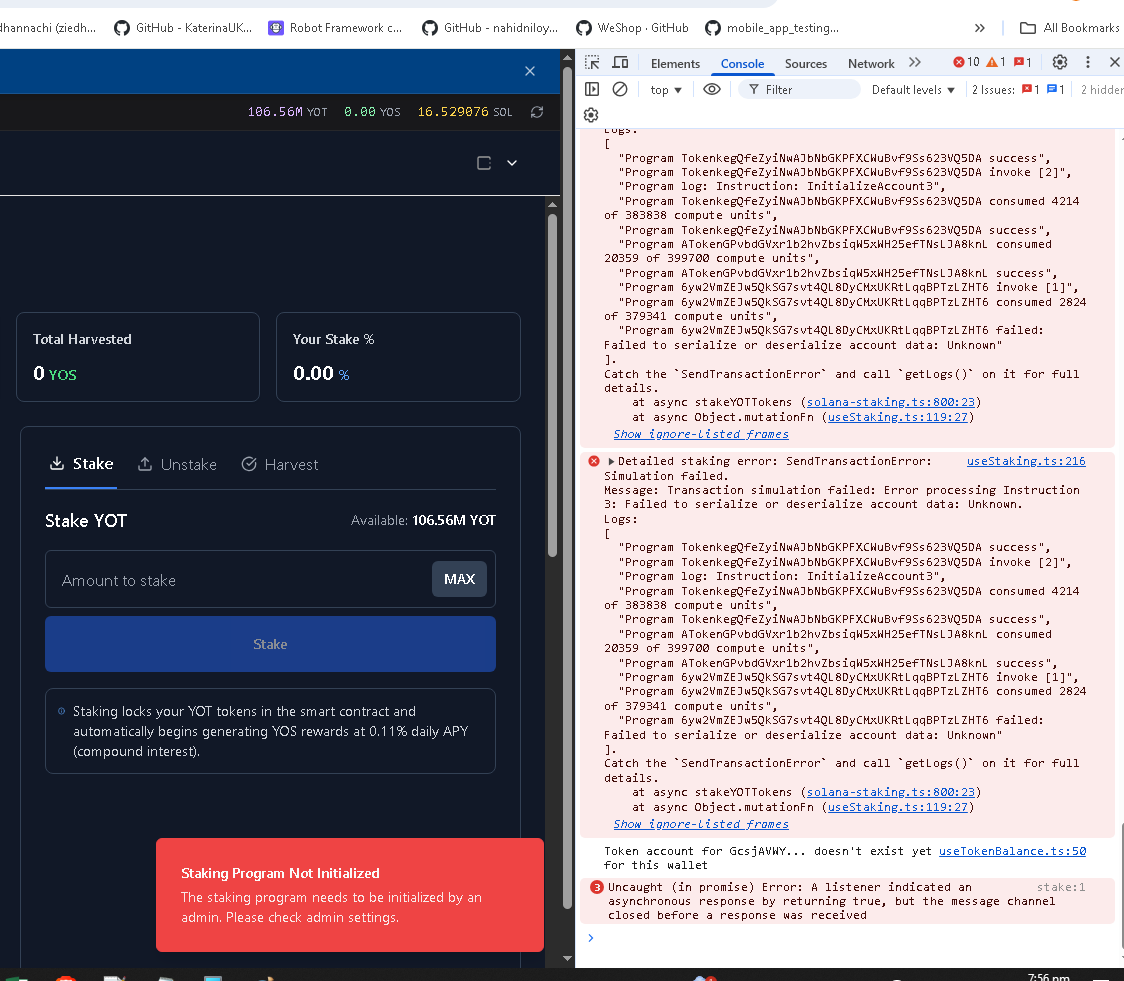 dhannachi (ziedh... GitHub - KaterinaUK... Robot Framework c... GitHub - nahidniloy... WeShop · GitHub mobile_app_testing... » All Bookmarks
106.56M YOT 0.00 YOS 16.529076 SOL
Total Harvested
0 YOS
Your Stake %
0.00 %
Stake Unstake Harvest
Stake YOT Available: 106.56M YOT
Amount to stake MAX
Stake
Staking locks your YOT tokens in the smart contract and
automatically begins generating YOS rewards at 0.11% daily APY
(compound interest).
Staking Program Not Initialized
The staking program needs to be initialized by an
admin. Please check admin settings.
Elements Console Sources Network » 10 1 1
top Filter Default levels 2 Issues: 1 1 2 hidden
Logs:
[
"Program TokenkegQfeZyiNwAJbNbGKPFXCWuBvf9Ss623VQ5DA success",
"Program TokenkegQfeZyiNwAJbNbGKPFXCWuBvf9Ss623VQ5DA invoke [2]",
"Program log: Instruction: InitializeAccount3",
"Program TokenkegQfeZyiNwAJbNbGKPFXCWuBvf9Ss623VQ5DA consumed 4214
of 383838 compute units",
"Program TokenkegQfeZyiNwAJbNbGKPFXCWuBvf9Ss623VQ5DA success",
"Program ATokenGPvbdGVxr1b2hvZbsiqW5xWH25efTNsLJA8knL consumed
20359 of 399700 compute units",
"Program ATokenGPvbdGVxr1b2hvZbsiqW5xWH25efTNsLJA8knL success",
"Program 6yw2VmZEJw5QkSG7svt4QL8DyCMxUKRtLqqBPTzLZHT6 invoke [1]",
"Program 6yw2VmZEJw5QkSG7svt4QL8DyCMxUKRtLqqBPTzLZHT6 consumed 2824
of 379341 compute units",
"Program 6yw2VmZEJw5QkSG7svt4QL8DyCMxUKRtLqqBPTzLZHT6 failed:
Failed to serialize or deserialize account data: Unknown"
].
Catch the `SendTransactionError` and call `getLogs()` on it for full
details.
at async stakeYOTTokens (solana-staking.ts:800:23)
at async Object.mutationFn (useStaking.ts:119:27)
Show ignore-listed frames
Detailed staking error: SendTransactionError: useStaking.ts:216
Simulation failed.
Message: Transaction simulation failed: Error processing Instruction
3: Failed to serialize or deserialize account data: Unknown.
Logs:
[
"Program TokenkegQfeZyiNwAJbNbGKPFXCWuBvf9Ss623VQ5DA success",
"Program TokenkegQfeZyiNwAJbNbGKPFXCWuBvf9Ss623VQ5DA invoke [2]",
"Program log: Instruction: InitializeAccount3",
"Program TokenkegQfeZyiNwAJbNbGKPFXCWuBvf9Ss623VQ5DA consumed 4214
of 383838 compute units",
"Program TokenkegQfeZyiNwAJbNbGKPFXCWuBvf9Ss623VQ5DA success",
"Program ATokenGPvbdGVxr1b2hvZbsiqW5xWH25efTNsLJA8knL consumed
20359 of 399700 compute units",
"Program ATokenGPvbdGVxr1b2hvZbsiqW5xWH25efTNsLJA8knL success",
"Program 6yw2VmZEJw5QkSG7svt4QL8DyCMxUKRtLqqBPTzLZHT6 invoke [1]",
"Program 6yw2VmZEJw5QkSG7svt4QL8DyCMxUKRtLqqBPTzLZHT6 consumed 2824
of 379341 compute units",
"Program 6yw2VmZEJw5QkSG7svt4QL8DyCMxUKRtLqqBPTzLZHT6 failed:
Failed to serialize or deserialize account data: Unknown"
].
Catch the `SendTransactionError` and call `getLogs()` on it for full
details.
at async stakeYOTTokens (solana-staking.ts:800:23)
at async Object.mutationFn (useStaking.ts:119:27)
Show ignore-listed frames
Token account for GcsjAVWY... doesn't exist yet useTokenBalance.ts:50
for this wallet
3 Uncaught (in promise) Error: A listener indicated an stake:1
asynchronous response by returning true, but the message channel
closed before a response was received
7:56 pm